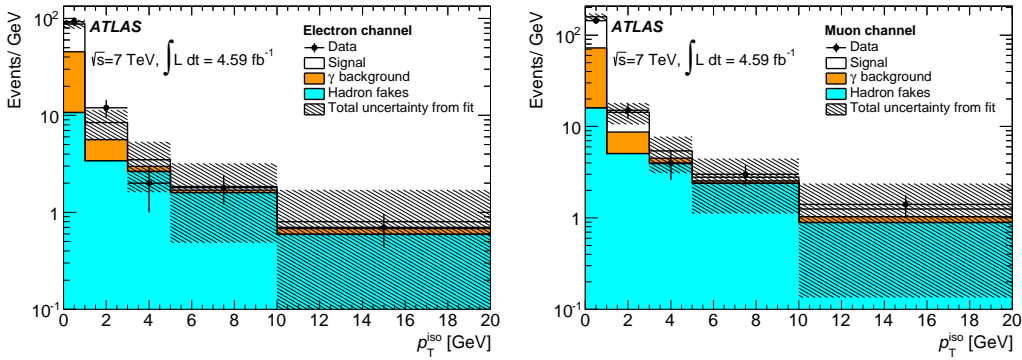 ATLAS
√s=7 TeV, ∫L dt = 4.59 fb⁻¹
Electron channel
Data
Signal
γ background
Hadron fakes
Total uncertainty from fit
Events/ GeV
10²
10
1
10⁻¹
0 2 4 6 8 10 12 14 16 18 20
p_T^iso [GeV]
ATLAS
√s=7 TeV, ∫L dt = 4.59 fb⁻¹
Muon channel
Data
Signal
γ background
Hadron fakes
Total uncertainty from fit
Events/ GeV
10²
10
1
10⁻¹
0 2 4 6 8 10 12 14 16 18 20
p_T^iso [GeV]